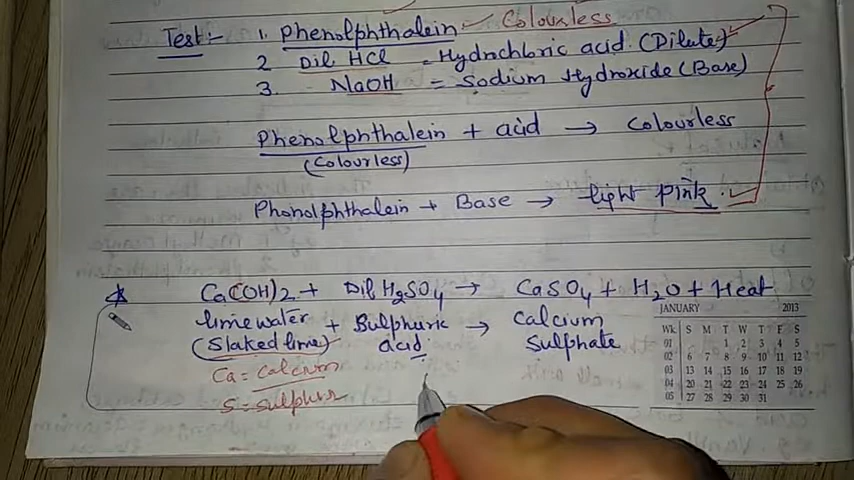 Test:- 1. Phenolphthalein Colourless
2 Dil HCl = Hydrochloric acid (Dilute)
3. NaOH = Sodium Hydroxide (Base)
Phenolphthalein + acid → Colourless
(Colourless)
Phonolphthalein + Base → light Pink
Ca(OH)2 + Dil H2SO4 → CaSO4 + H2O + Heat
limewater + Sulphuric → calcium
(Slaked lime) acid Sulphate
Ca = Calcium
S = Sulphur
JANUARY 2013
Wk S M T W T F S
01 1 2 3 4 5
02 6 7 8 9 10 11 12
03 13 14 15 16 17 18 19
04 20 21 22 23 24 25 26
05 27 28 29 30 31